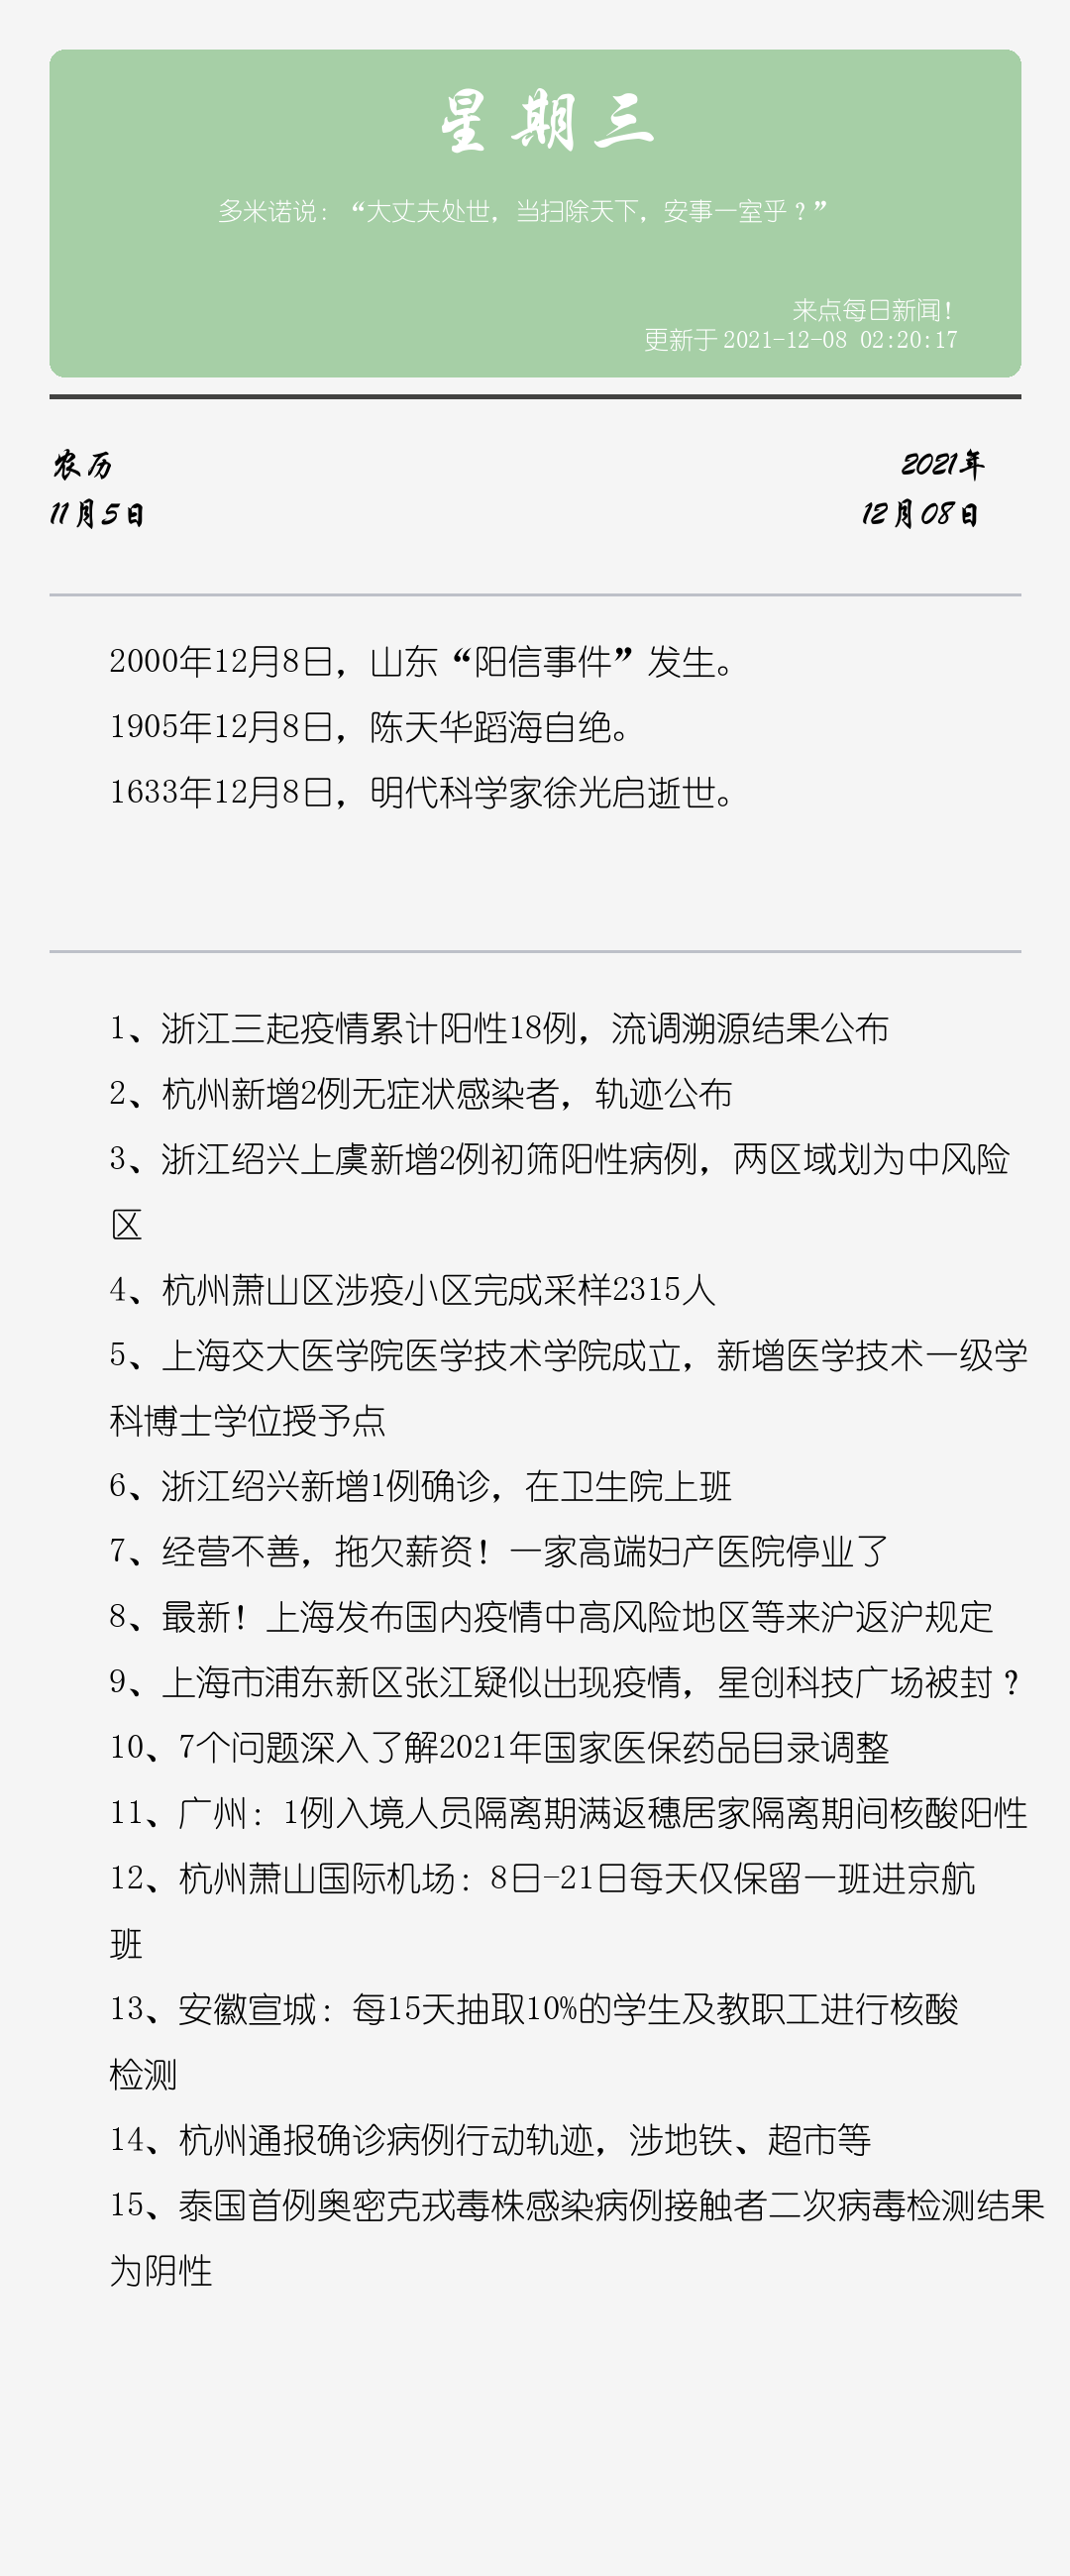 星期三
多米诺说：“大丈夫处世，当扫除天下，安事一室乎？”
来点每日新闻！
更新于2021-12-08 02:20:17
农历
2021年
11月5日
12月08日
2000年12月8日，山东“阳信事件”发生。
1905年12月8日，陈天华蹈海自绝。
1633年12月8日，明代科学家徐光启逝世。
1、浙江三起疫情累计阳性18例，流调溯源结果公布
2、杭州新增2例无症状感染者，轨迹公布
3、浙江绍兴上虞新增2例初筛阳性病例，两区域划为中风险
区
4、杭州萧山区涉疫小区完成采样2315人
5、上海交大医学院医学技术学院成立，新增医学技术一级学
科博士学位授予点
6、浙江绍兴新增1例确诊，在卫生院上班
7、经营不善，拖欠薪资！一家高端妇产医院停业了
8、最新！上海发布国内疫情中高风险地区等来沪返沪规定
9、上海市浦东新区张江疑似出现疫情，星创科技广场被封？
10、7个问题深入了解2021年国家医保药品目录调整
11、广州：1例入境人员隔离期满返穗居家隔离期间核酸阳性
12、杭州萧山国际机场：8日-21日每天仅保留一班进京航
班
13、安徽宣城：每15天抽取10%的学生及教职工进行核酸
检测
14、杭州通报确诊病例行动轨迹，涉地铁、超市等
15、泰国首例奥密克戎毒株感染病例接触者二次病毒检测结果
为阴性